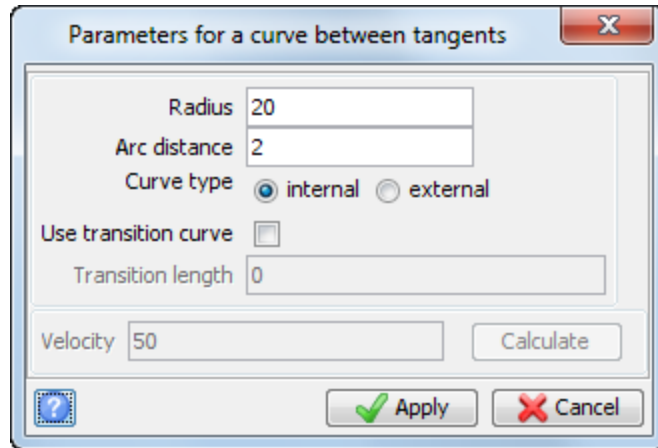 Parameters for a curve between tangents
Radius 20
Arc distance 2
Curve type internal external
Use transition curve
Transition length 0
Velocity 50 Calculate
? Apply Cancel